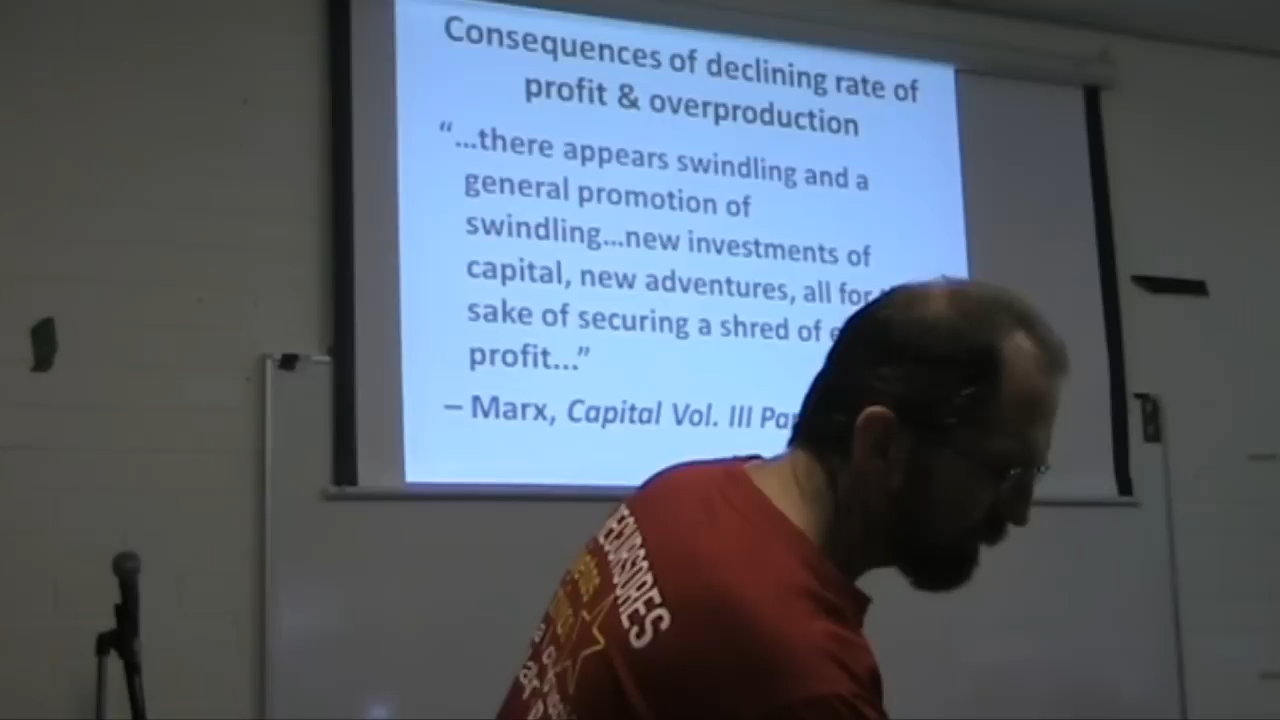 Consequences of declining rate of
profit & overproduction
“...there appears swindling and a
general promotion of
swindling...new investments of
capital, new adventures, all for
sake of securing a shred of
profit...”
– Marx, Capital Vol. III
ECURSORES